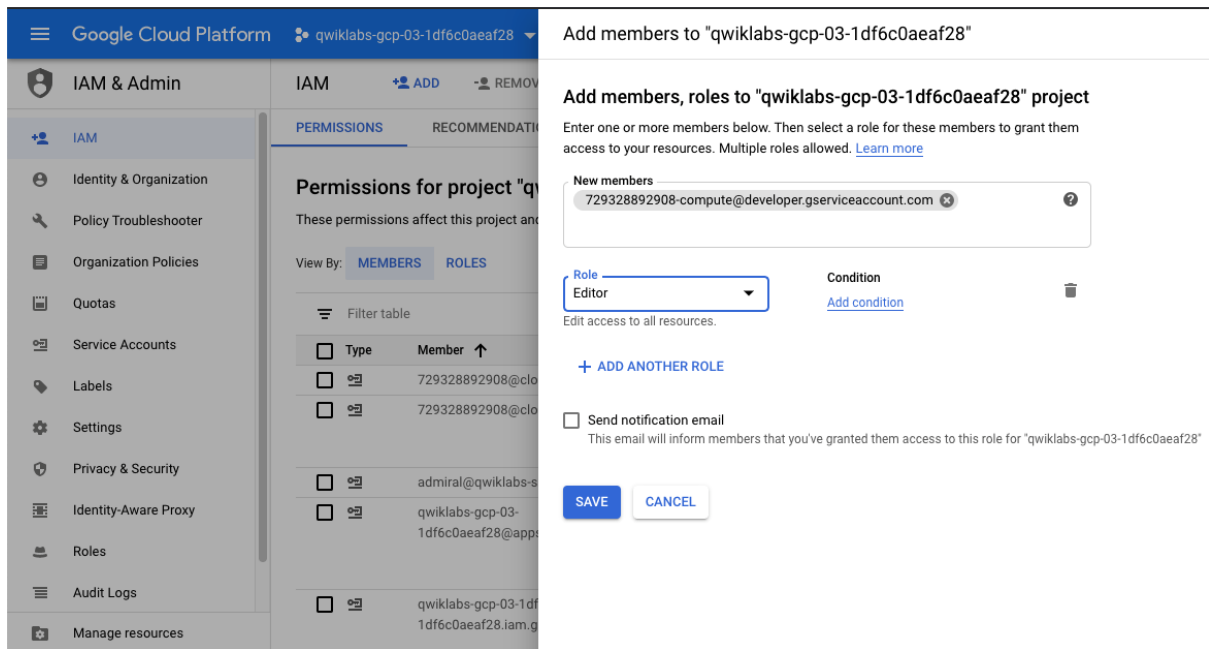 Google Cloud Platform
qwiklabs-gcp-03-1df6c0aeaf28
IAM & Admin
IAM
Identity & Organization
Policy Troubleshooter
Organization Policies
Quotas
Service Accounts
Labels
Settings
Privacy & Security
Identity-Aware Proxy
Roles
Audit Logs
Manage resources
IAM
ADD
PERMISSIONS
Permissions for project
These permissions affect this project
View By: MEMBERS ROLES
Filter table
Type Member
729328892908@clo
729328892908@clo
admiral@qwiklabs-s
qwiklabs-gcp-03-
1df6c0aeaf28@apps
qwiklabs-gcp-03-1df
1df6c0aeaf28.iam.g
Add members to "qwiklabs-gcp-03-1df6c0aeaf28"
Add members, roles to "qwiklabs-gcp-03-1df6c0aeaf28" project
Enter one or more members below. Then select a role for these members to grant them
access to your resources. Multiple roles allowed. Learn more
New members
729328892908-compute@developer.gserviceaccount.com
Role
Editor
Edit access to all resources.
Condition
Add condition
ADD ANOTHER ROLE
Send notification email
This email will inform members that you've granted them access to this role for "qwiklabs-gcp-03-1df6c0aeaf28"
SAVE
CANCEL